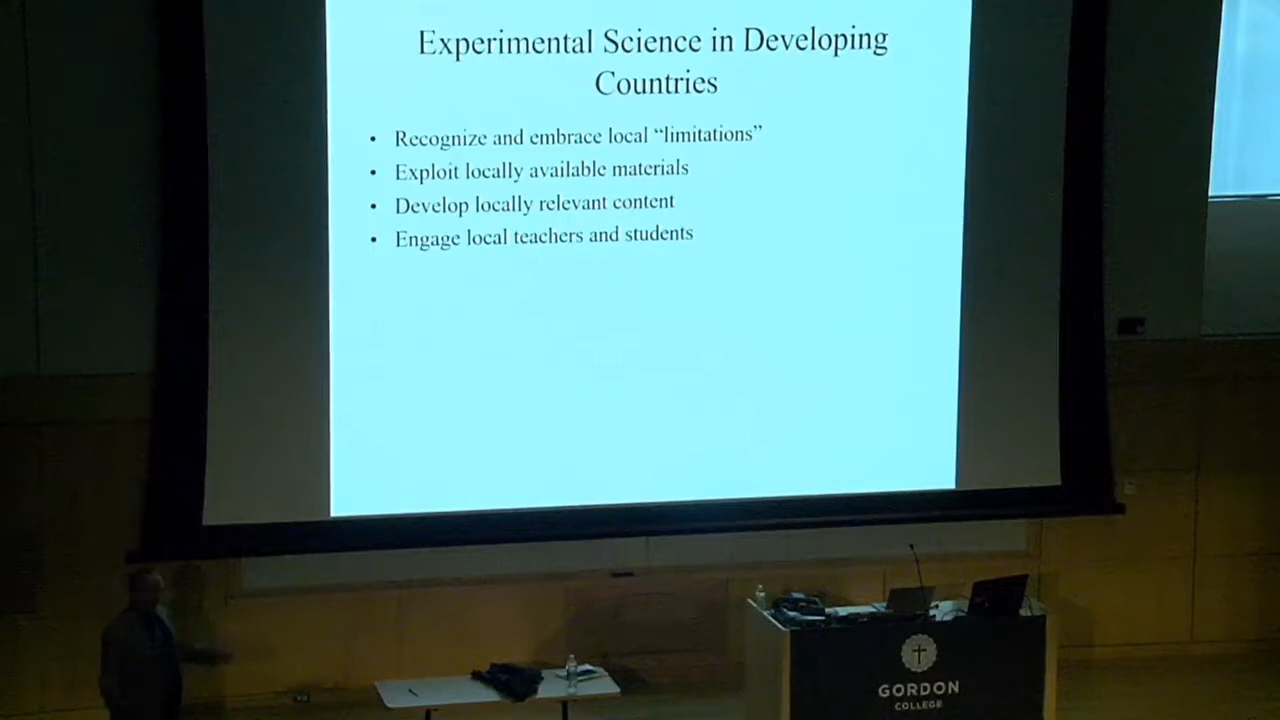 Experimental Science in Developing
Countries
• Recognize and embrace local “limitations”
• Exploit locally available materials
• Develop locally relevant content
• Engage local teachers and students
GORDON
COLLEGE